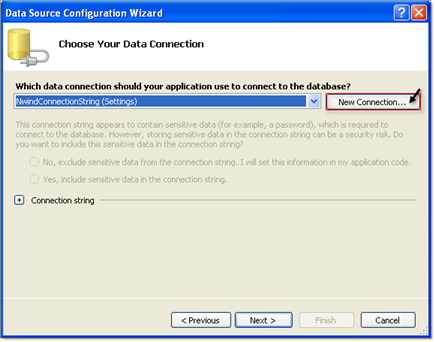 Data Source Configuration Wizard
Choose Your Data Connection
Which data connection should your application use to connect to the database?
NwindConnectionString (Settings)
New Connection...
This connection string appears to contain sensitive data (for example, a password), which is required to
connect to the database. However, storing sensitive data in the connection string can be a security risk. Do
you want to include this sensitive data in the connection string?
No, exclude sensitive data from the connection string. I will set this information in my application code.
Yes, include sensitive data in the connection string.
Connection string
< Previous
Next >
Finish
Cancel